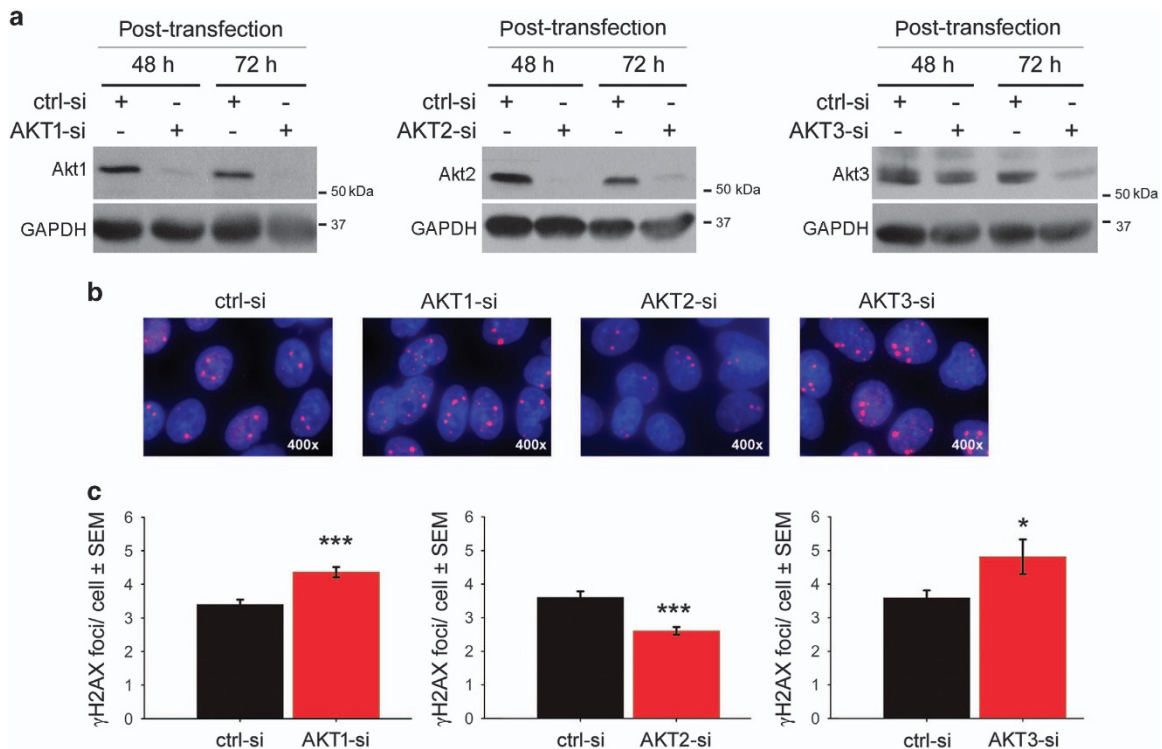 a
Post-transfection
48 h 72 h
ctrl-si + - + -
AKT1-si - + - +
Akt1
- 50 kDa
GAPDH
- 37
Post-transfection
48 h 72 h
ctrl-si + - + -
AKT2-si - + - +
Akt2
- 50 kDa
GAPDH
- 37
Post-transfection
48 h 72 h
ctrl-si + - + -
AKT3-si - + - +
Akt3
- 50 kDa
GAPDH
- 37
b
ctrl-si AKT1-si AKT2-si AKT3-si
400x 400x 400x 400x
c
γH2AX foci/ cell ± SEM
6
5
4
3
2
1
0
***
ctrl-si AKT1-si
γH2AX foci/ cell ± SEM
6
5
4
3
2
1
0
***
ctrl-si AKT2-si
γH2AX foci/ cell ± SEM
6
5
4
3
2
1
0
*
ctrl-si AKT3-si